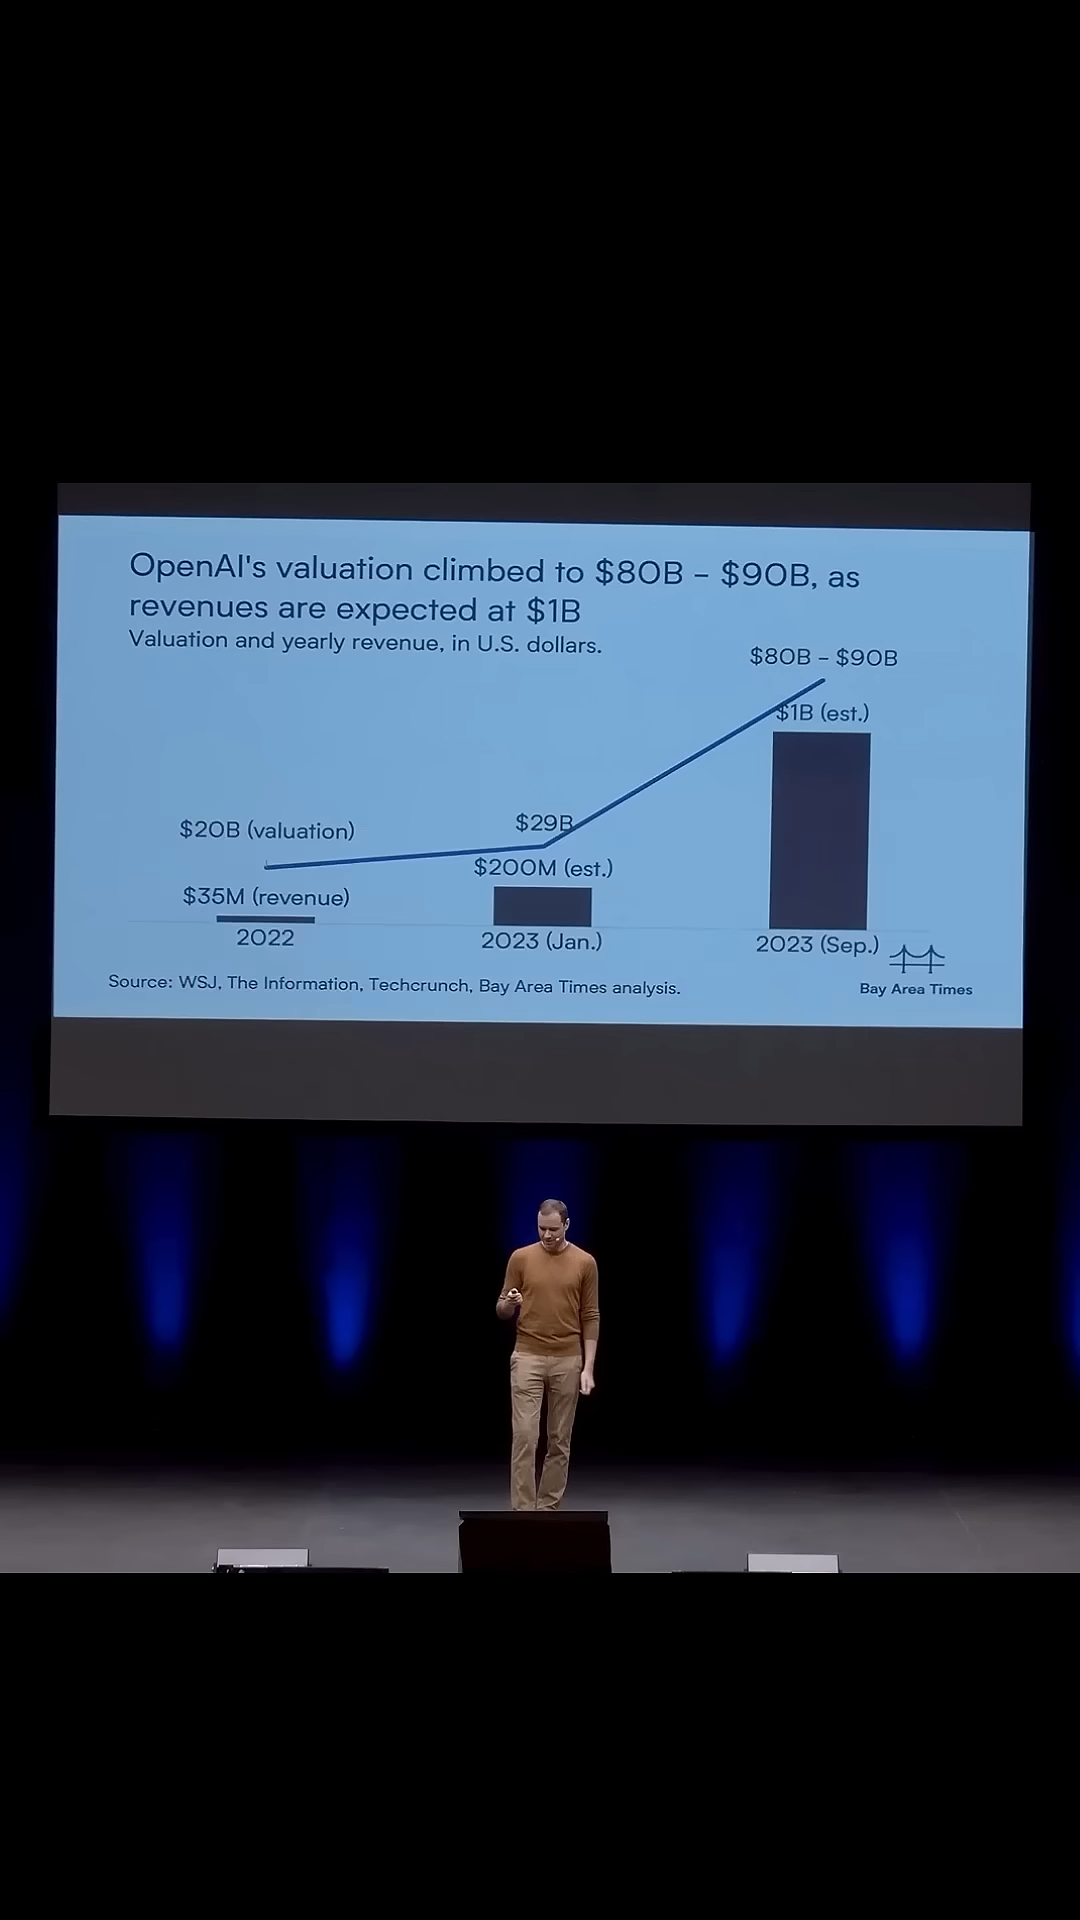 OpenAI's valuation climbed to $80B – $90B, as
revenues are expected at $1B
Valuation and yearly revenue, in U.S. dollars.
$80B – $90B
$1B (est.)
$20B (valuation)
$29B
$200M (est.)
$35M (revenue)
2022
2023 (Jan.)
2023 (Sep.)
Source: WSJ, The Information, Techcrunch, Bay Area Times analysis.
Bay Area Times